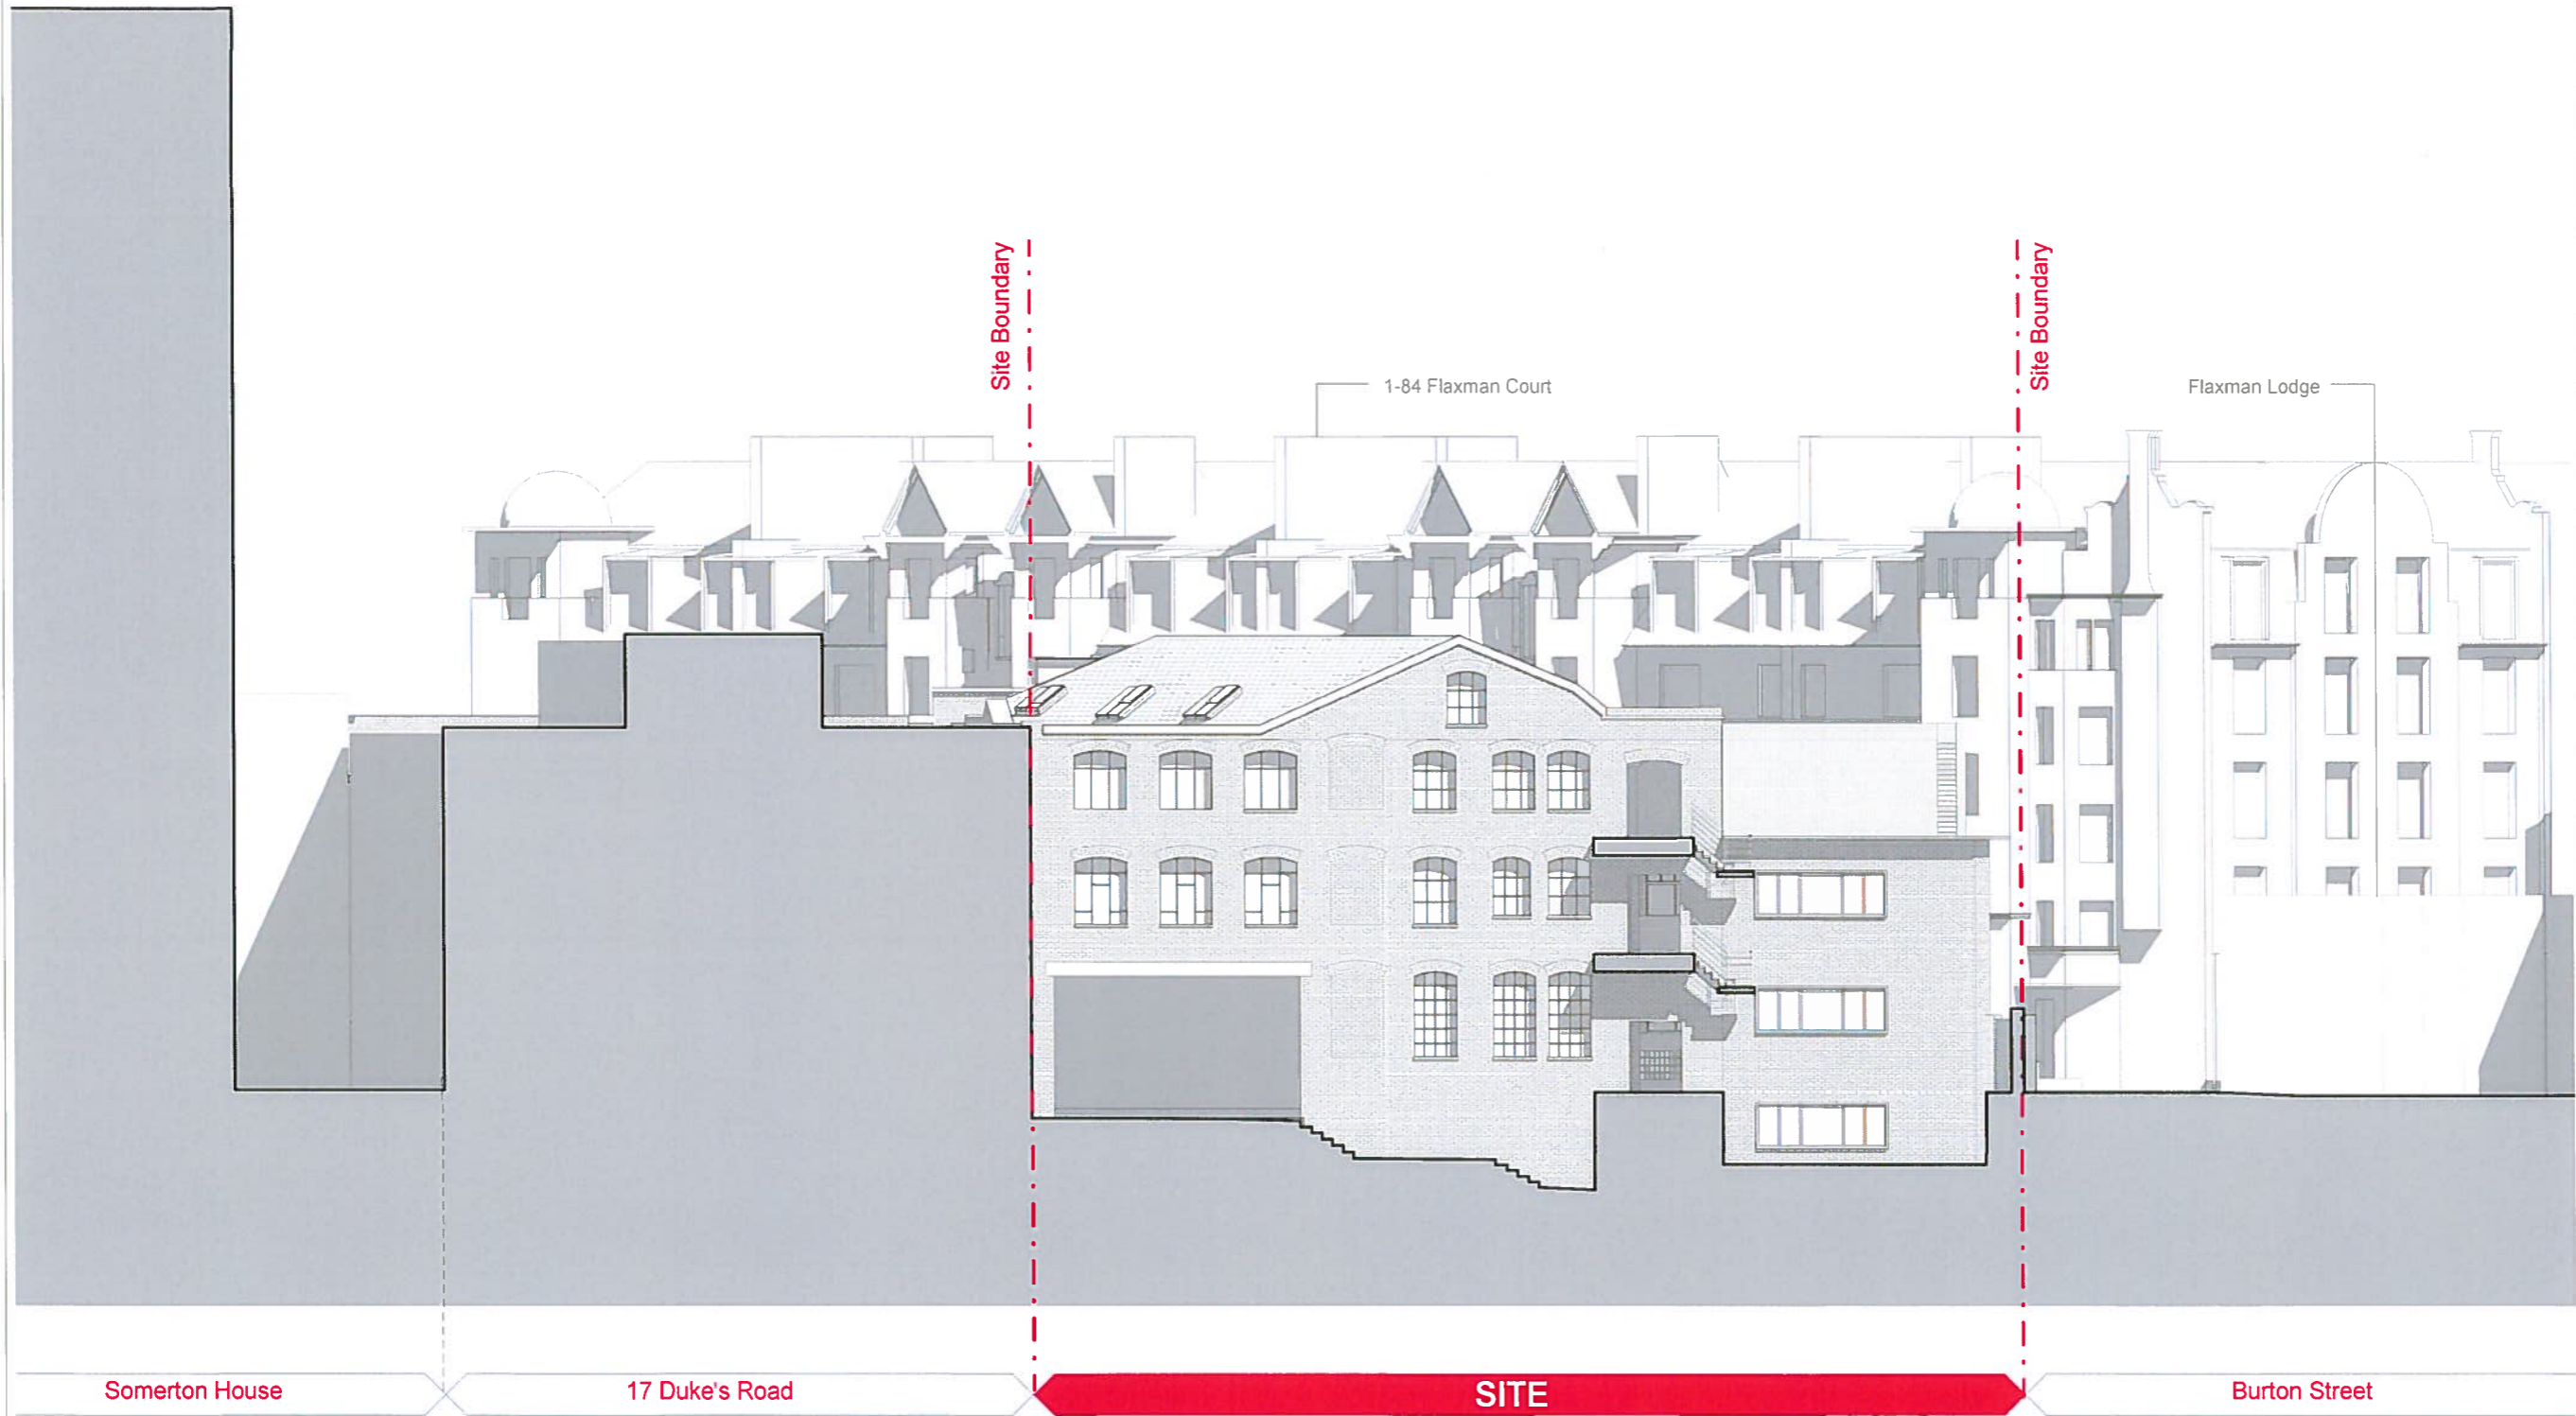 Site Boundary
Site Boundary
1-84 Flaxman Court
Flaxman Lodge
Somerton House
17 Duke's Road
SITE
Burton Street